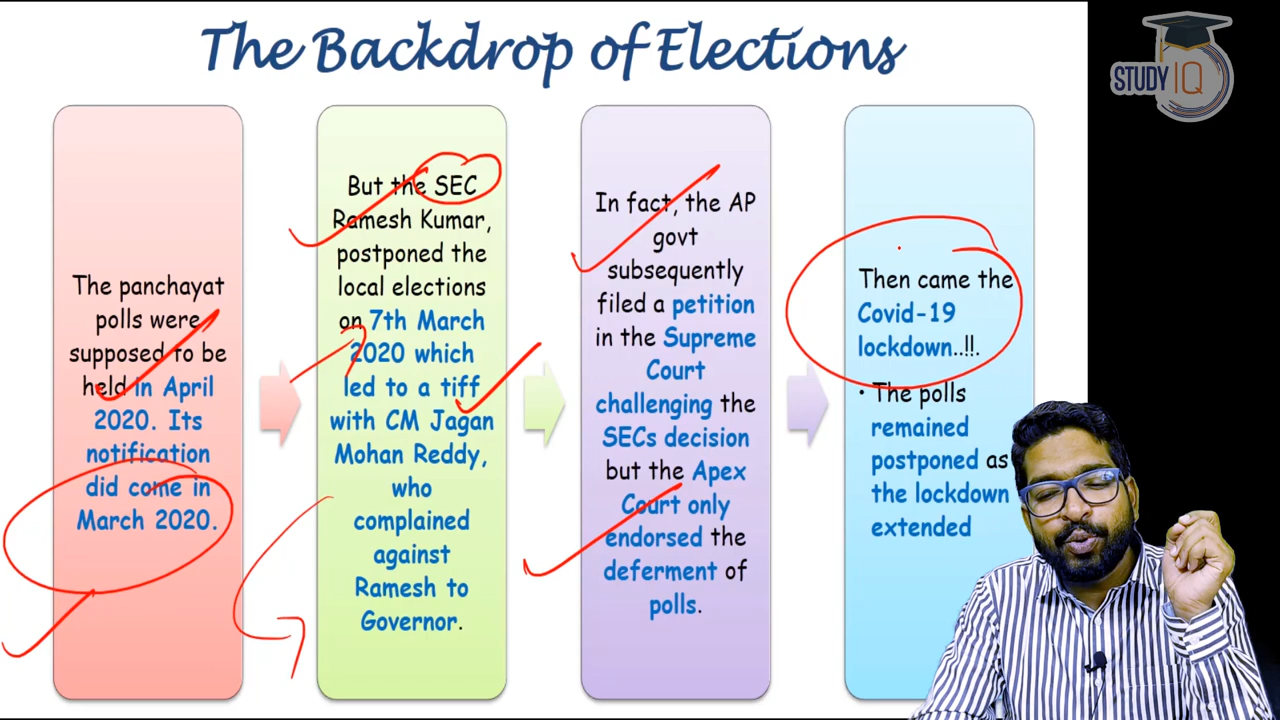 The Backdrop of Elections
STUDY IQ
The panchayat
polls were
supposed to be
held in April
2020. Its
notification
did come in
March 2020.
But the SEC
Ramesh Kumar,
postponed the
local elections
on 7th March
2020 which
led to a tiff
with CM Jagan
Mohan Reddy,
who
complained
against
Ramesh to
Governor.
In fact, the AP
govt
subsequently
filed a petition
in the Supreme
Court
challenging the
SECs decision
but the Apex
Court only
endorsed the
deferment of
polls.
Then came the
Covid-19
lockdown..!!.
• The polls
remained
postponed as
the lockdown
extended